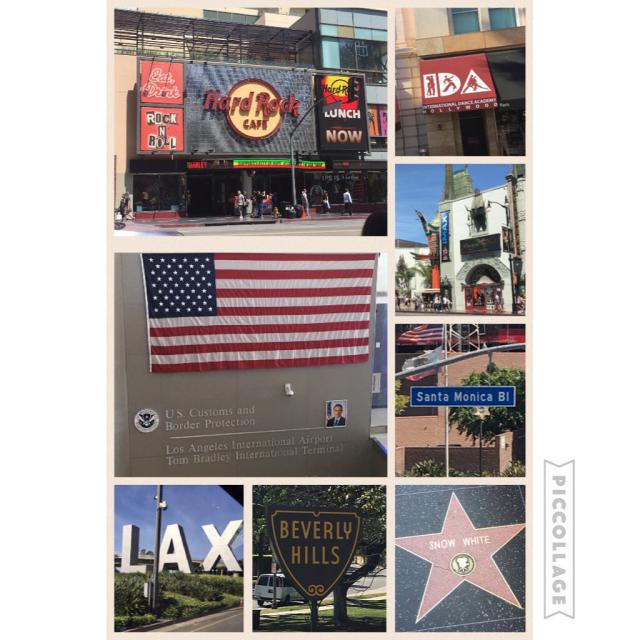 Eat,
Drink
ROCK
N
ROLL
Hard Rock
CAFE
Hard Rock
LUNCH
NOW
INTERNATIONAL DANCE ACADEMY
HOLLYWOOD
IMAX
U.S. Customs and
Border Protection
Los Angeles International Airport
Tom Bradley International Terminal
Santa Monica Bl
LAX
BEVERLY
HILLS
SNOW WHITE
PICCOLLAGE